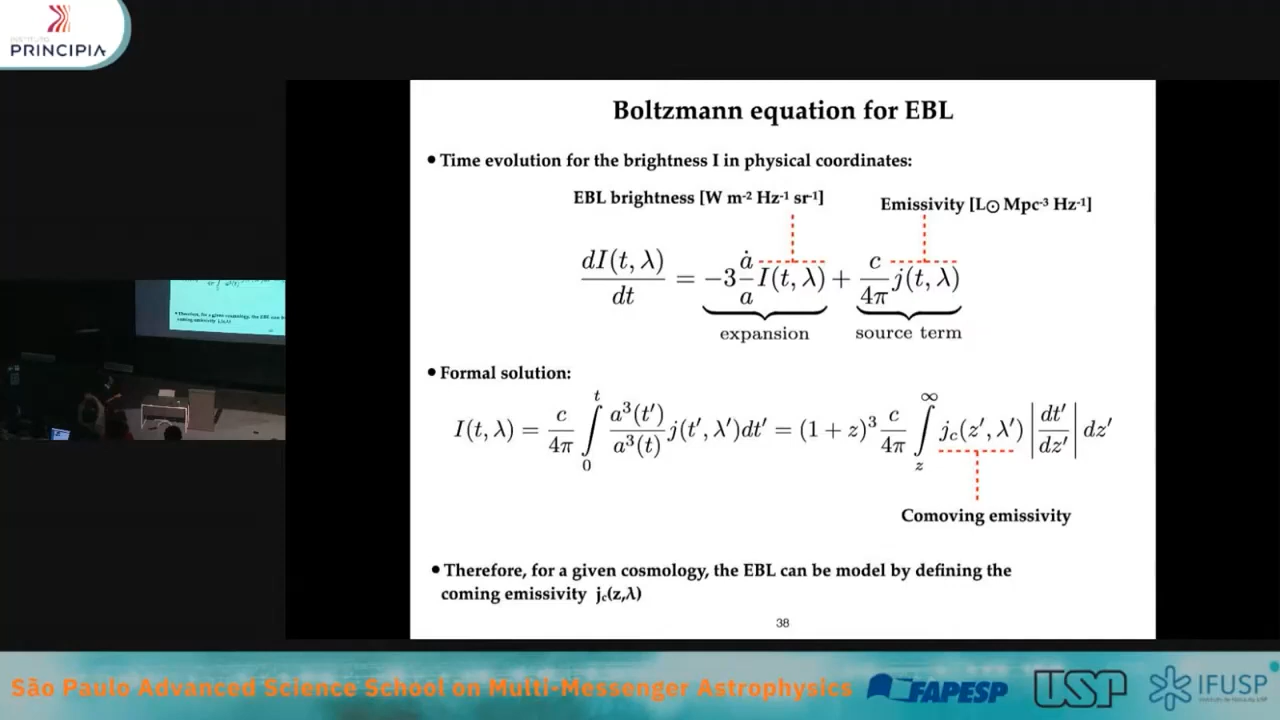 INSTITUTO
PRINCIPIA
Boltzmann equation for EBL
• Time evolution for the brightness I in physical coordinates:
EBL brightness [W m-2 Hz-1 sr-1]
Emissivity [L⊙ Mpc-3 Hz-1]
dI(t, λ)/dt = −3 ȧ/a I(t, λ) + c/4π j(t, λ)
expansion
source term
• Formal solution:
I(t, λ) = c/4π ∫₀ᵗ a³(t′)/a³(t) j(t′, λ′)dt′ = (1 + z)³ c/4π ∫_z^∞ j_c(z′, λ′) |dt′/dz′| dz′
Comoving emissivity
• Therefore, for a given cosmology, the EBL can be model by defining the
coming emissivity j_c(z,λ)
38
São Paulo Advanced Science School on Multi-Messenger Astrophysics
FAPESP
USP
IFUSP